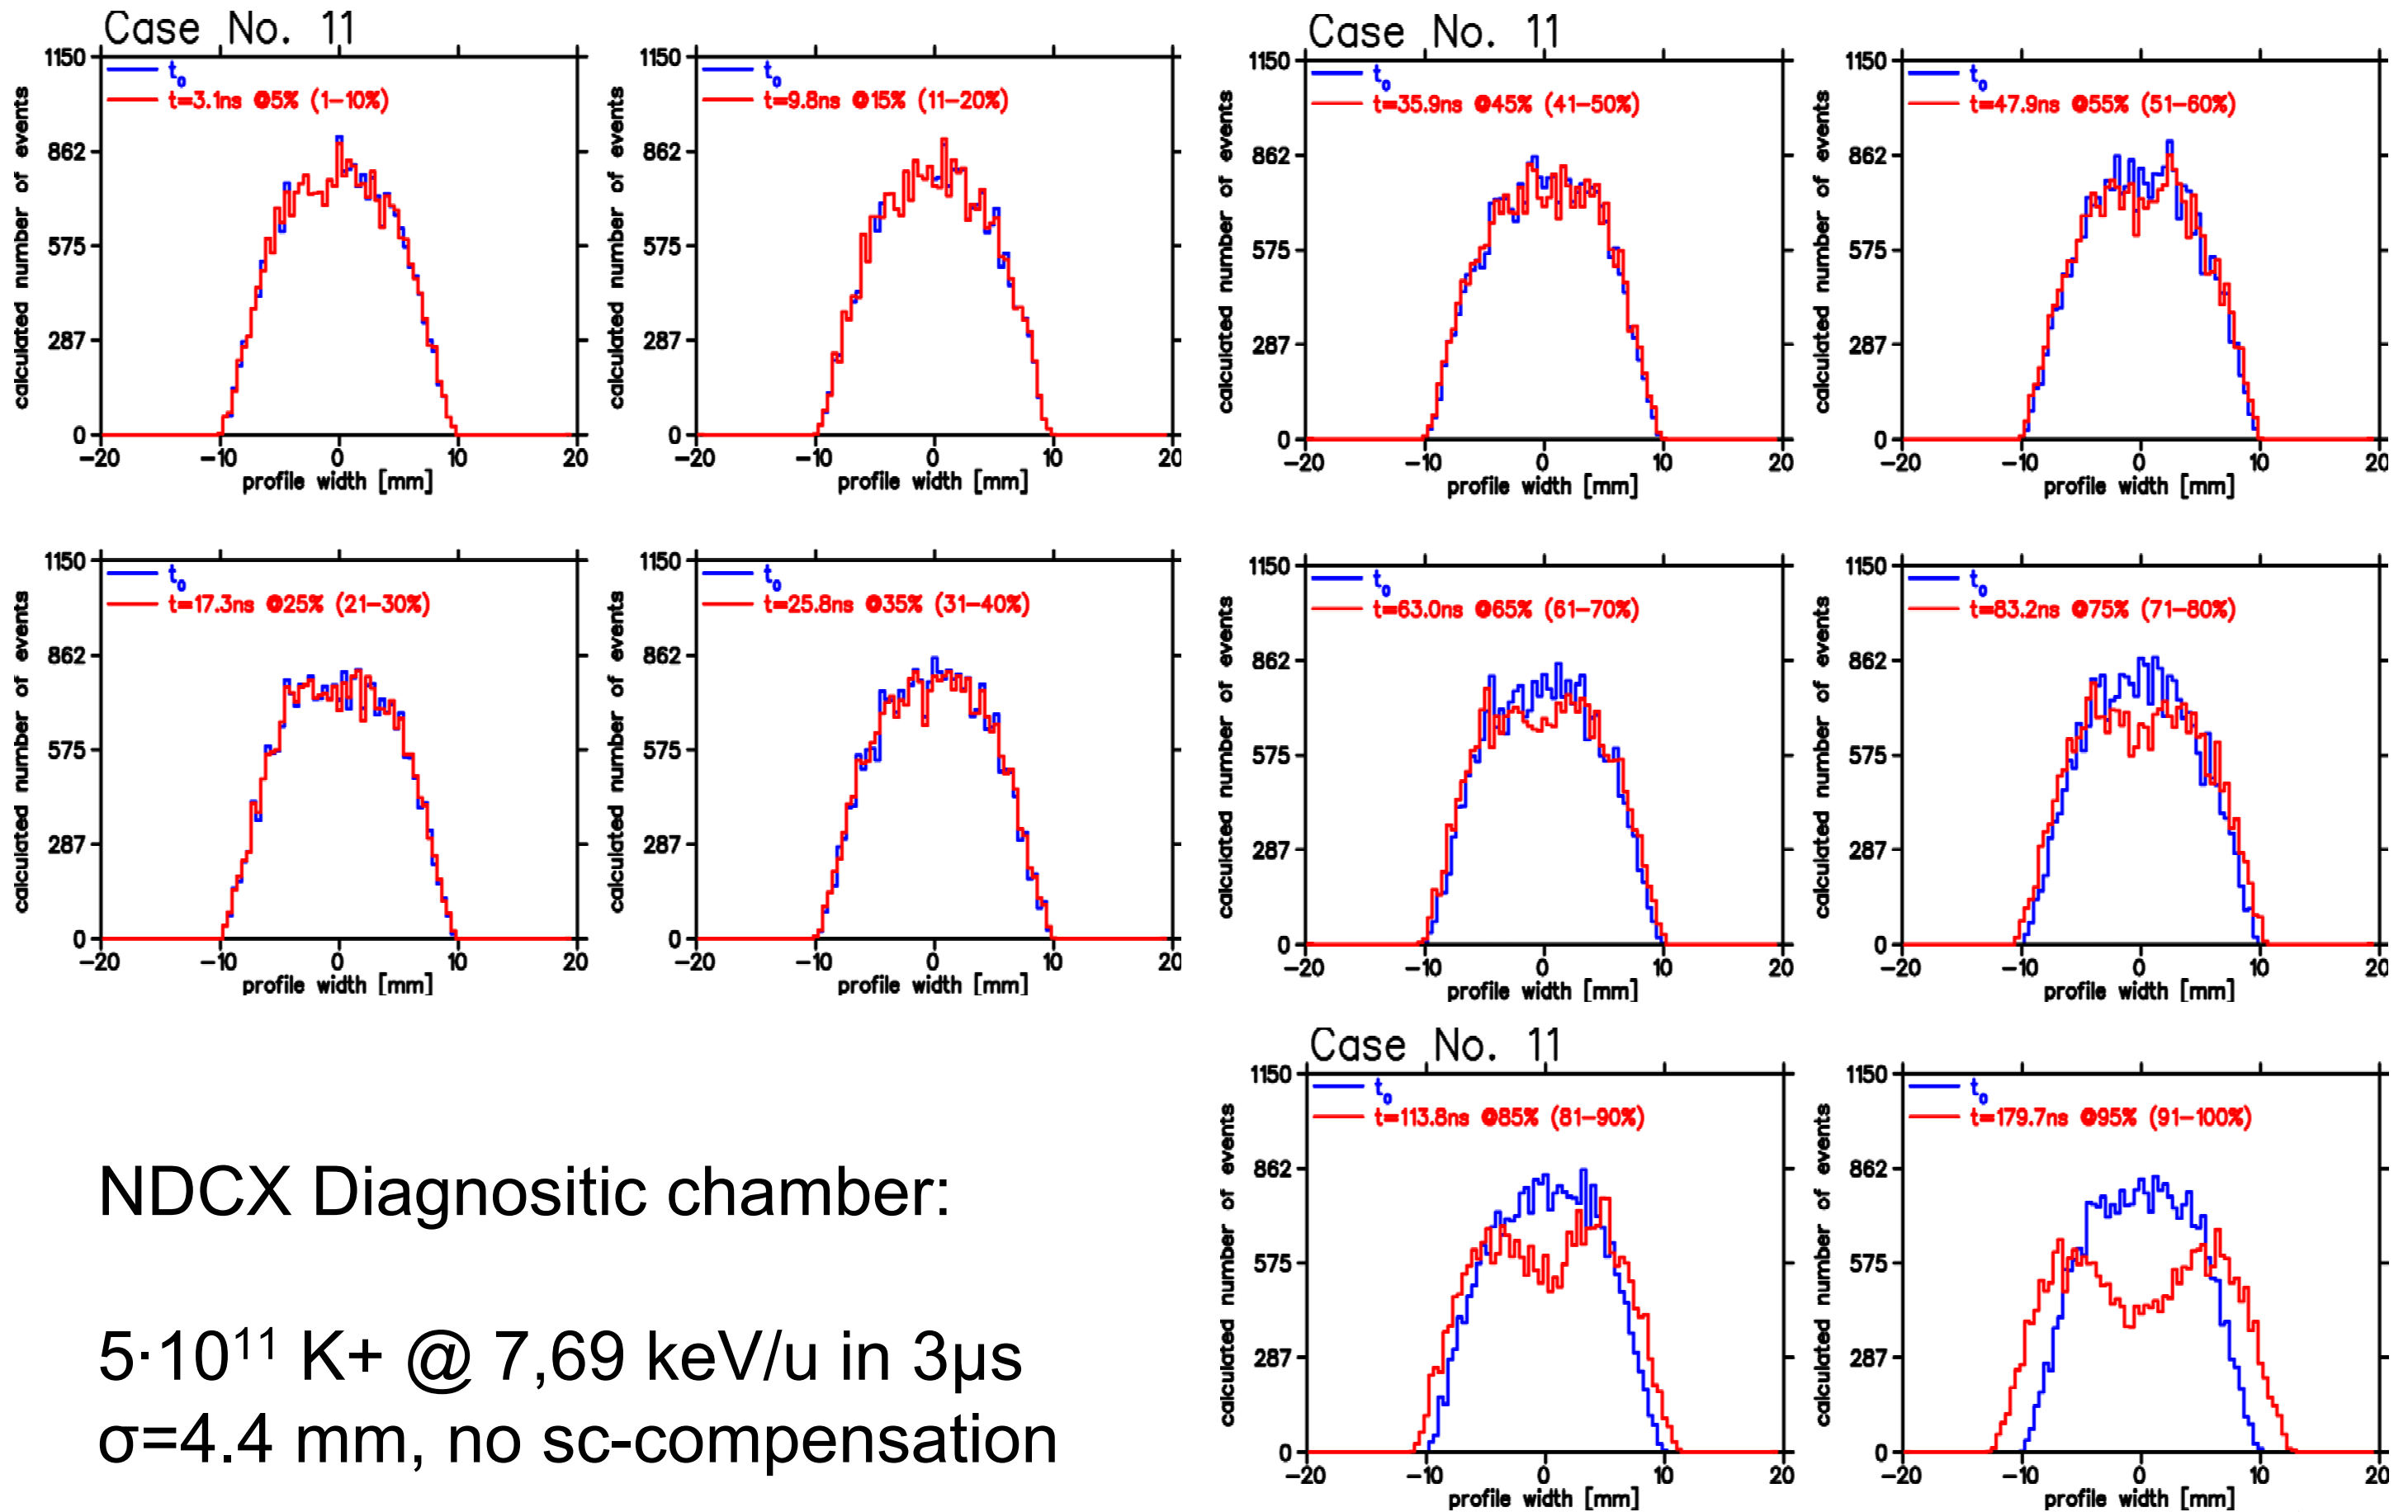 Case No. 11
1150
862
575
287
0
calculated number of events
t0
t=3.1ns @5% (1-10%)
-20 -10 0 10 20
profile width [mm]
1150
862
575
287
0
calculated number of events
t0
t=9.8ns @15% (11-20%)
-20 -10 0 10 20
profile width [mm]
1150
862
575
287
0
calculated number of events
t0
t=17.3ns @25% (21-30%)
-20 -10 0 10 20
profile width [mm]
1150
862
575
287
0
calculated number of events
t0
t=25.8ns @35% (31-40%)
-20 -10 0 10 20
profile width [mm]
Case No. 11
1150
862
575
287
0
calculated number of events
t0
t=35.9ns @45% (41-50%)
-20 -10 0 10 20
profile width [mm]
1150
862
575
287
0
calculated number of events
t0
t=47.9ns @55% (51-60%)
-20 -10 0 10 20
profile width [mm]
1150
862
575
287
0
calculated number of events
t0
t=63.0ns @65% (61-70%)
-20 -10 0 10 20
profile width [mm]
1150
862
575
287
0
calculated number of events
t0
t=83.2ns @75% (71-80%)
-20 -10 0 10 20
profile width [mm]
NDCX Diagnositic chamber:
5·10¹¹ K+ @ 7,69 keV/u in 3μs
σ=4.4 mm, no sc-compensation
Case No. 11
1150
862
575
287
0
calculated number of events
t0
t=113.8ns @85% (81-90%)
-20 -10 0 10 20
profile width [mm]
1150
862
575
287
0
calculated number of events
t0
t=179.7ns @95% (91-100%)
-20 -10 0 10 20
profile width [mm]